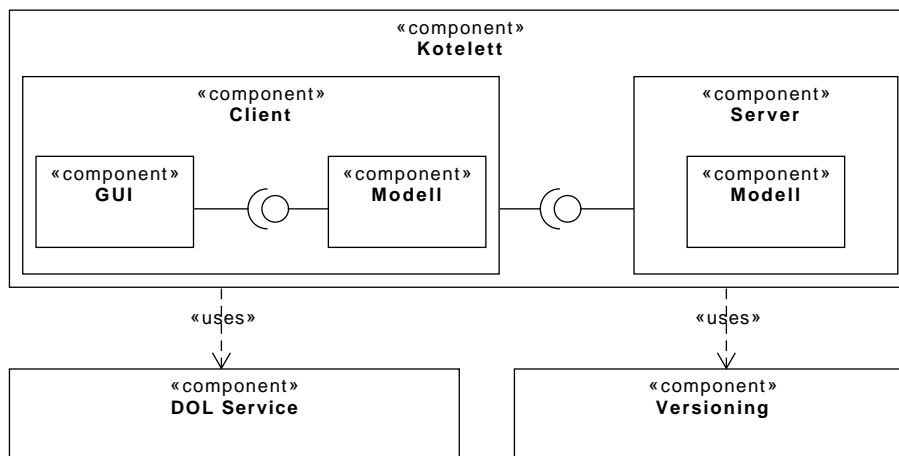 «component»
Kotelett
«component»
Client
«component»
Server
«component»
GUI
«component»
Modell
«component»
Modell
«uses»
«uses»
«component»
DOL Service
«component»
Versioning